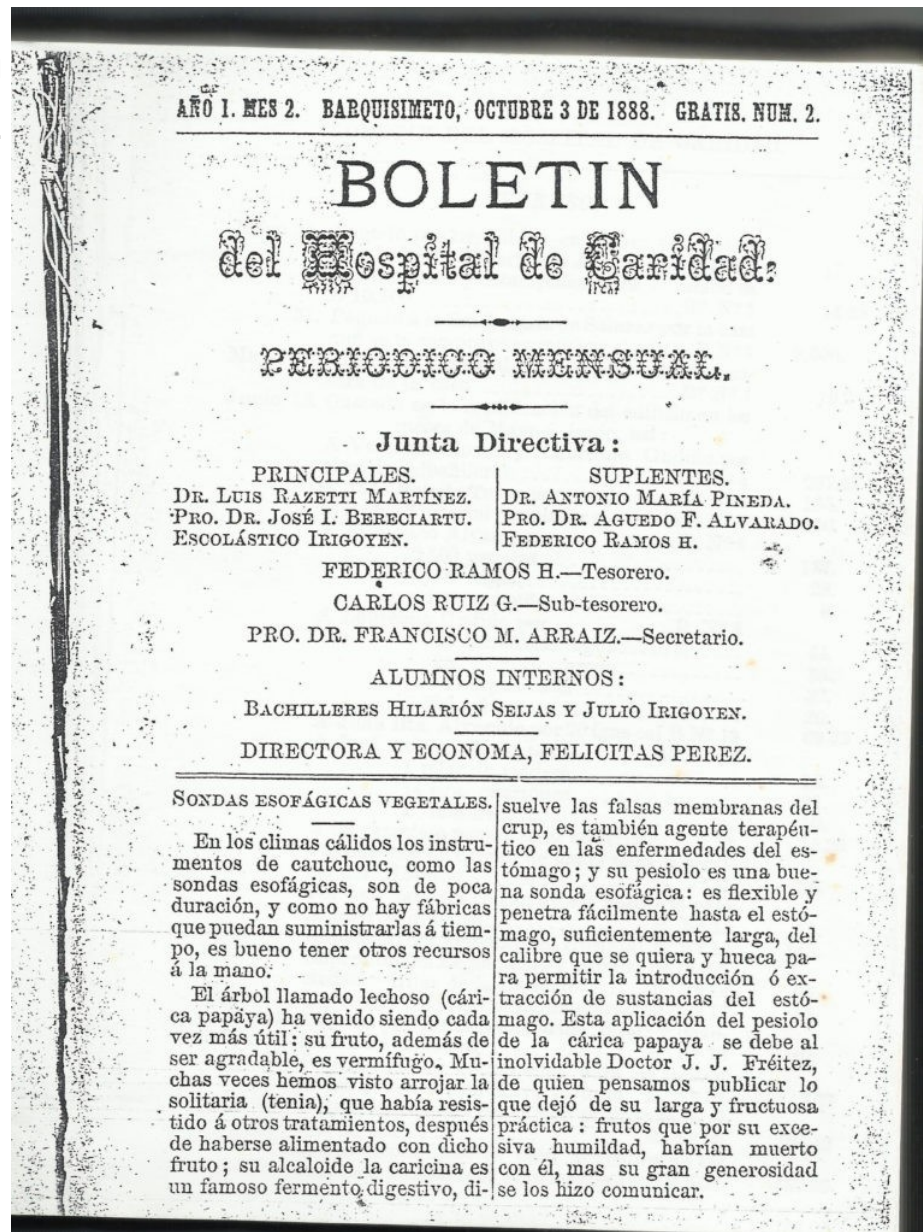 AÑO I. MES 2. BARQUISIMETO, OCTUBRE 3 DE 1888. GRATIS. NUM. 2.
BOLETIN
del Hospital de Caridad.
PERIODICO MENSUAL.
Junta Directiva:
PRINCIPALES.
DR. LUIS RAZETTI MARTÍNEZ.
PRO. DR. JOSÉ I. BERECIARTU.
ESCOLÁSTICO IRIGOYEN.
SUPLENTES.
DR. ANTONIO MARÍA PINEDA.
PRO. DR. AGUEDO F. ALVARADO.
FEDERICO RAMOS H.
FEDERICO RAMOS H.—Tesorero.
CARLOS RUIZ G.—Sub-tesorero.
PRO. DR. FRANCISCO M. ARRAIZ.—Secretario.
ALUMNOS INTERNOS:
BACHILLERES HILARIÓN SEIJAS Y JULIO IRIGOYEN.
DIRECTORA Y ECONOMA, FELICITAS PEREZ.
SONDAS ESOFÁGICAS VEGETALES.
En los climas cálidos los instru-
mentos de cautchouc, como las
sondas esofágicas, son de poca
duración, y como no hay fábricas
que puedan suministrarlas á tiem-
po, es bueno tener otros recursos
á la mano.
El árbol llamado lechoso (cári-
ca papaya) ha venido siendo cada
vez más útil: su fruto, además de
ser agradable, es vermífugo. Mu-
chas veces hemos visto arrojar la
solitaria (tenia), que había resis-
tido á otros tratamientos, después
de haberse alimentado con dicho
fruto; su alcaloide la caricina es
un famoso fermento digestivo, di-
suelve las falsas membranas del
crup, es también agente terapéu-
tico en las enfermedades del es-
tómago; y su pesiolo es una bue-
na sonda esofágica: es flexible y
penetra fácilmente hasta el estó-
mago, suficientemente larga, del
calibre que se quiera y hueca pa-
ra permitir la introducción ó ex-
tracción de sustancias del estó-
mago. Esta aplicación del pesiolo
de la cárica papaya se debe al
inolvidable Doctor J. J. Fréitez,
de quien pensamos publicar lo
que dejó de su larga y fructuosa
práctica: frutos que por su exce-
siva humildad, habrían muerto
con él, mas su gran generosidad
se los hizo comunicar.